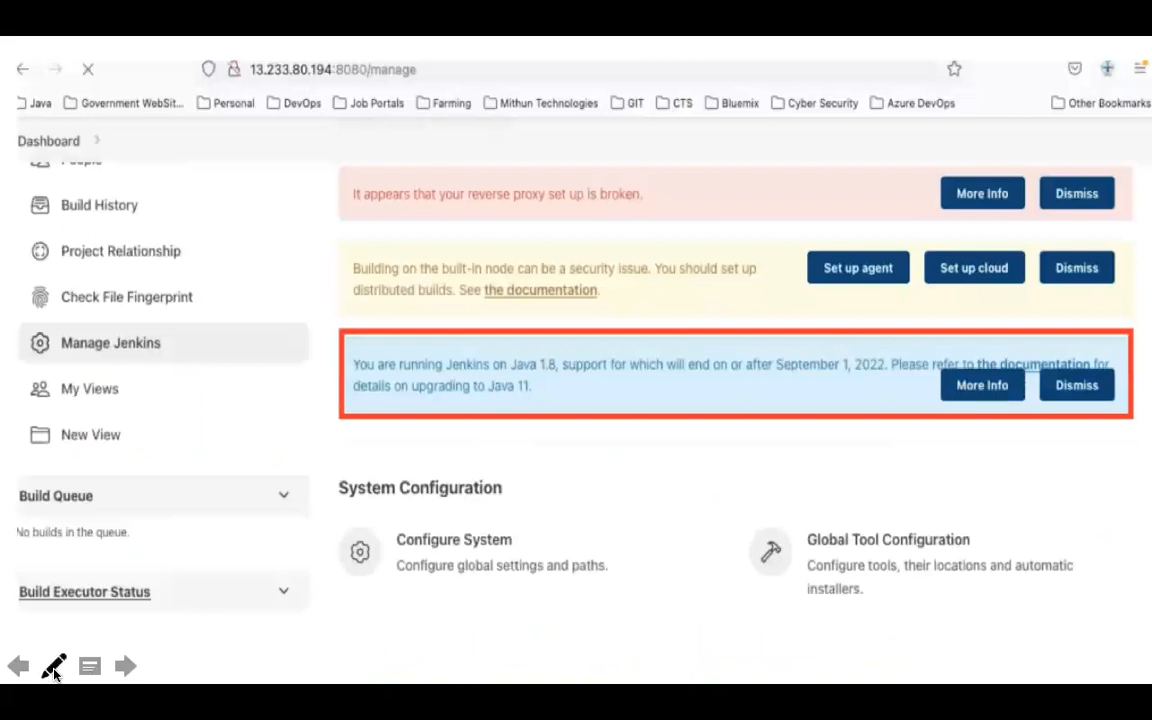 13.233.80.194:8080/manage
Java Government WebSit... Personal DevOps Job Portals Farming Mithun Technologies GIT CTS Bluemix Cyber Security Azure DevOps Other Bookmarks
Dashboard
People
It appears that your reverse proxy set up is broken. More Info Dismiss
Build History
Project Relationship
Building on the built-in node can be a security issue. You should set up
distributed builds. See the documentation.
Set up agent Set up cloud Dismiss
Check File Fingerprint
Manage Jenkins
You are running Jenkins on Java 1.8, support for which will end on or after September 1, 2022. Please refer to the documentation for
details on upgrading to Java 11. More Info Dismiss
My Views
New View
Build Queue
No builds in the queue.
Build Executor Status
System Configuration
Configure System
Configure global settings and paths.
Global Tool Configuration
Configure tools, their locations and automatic
installers.